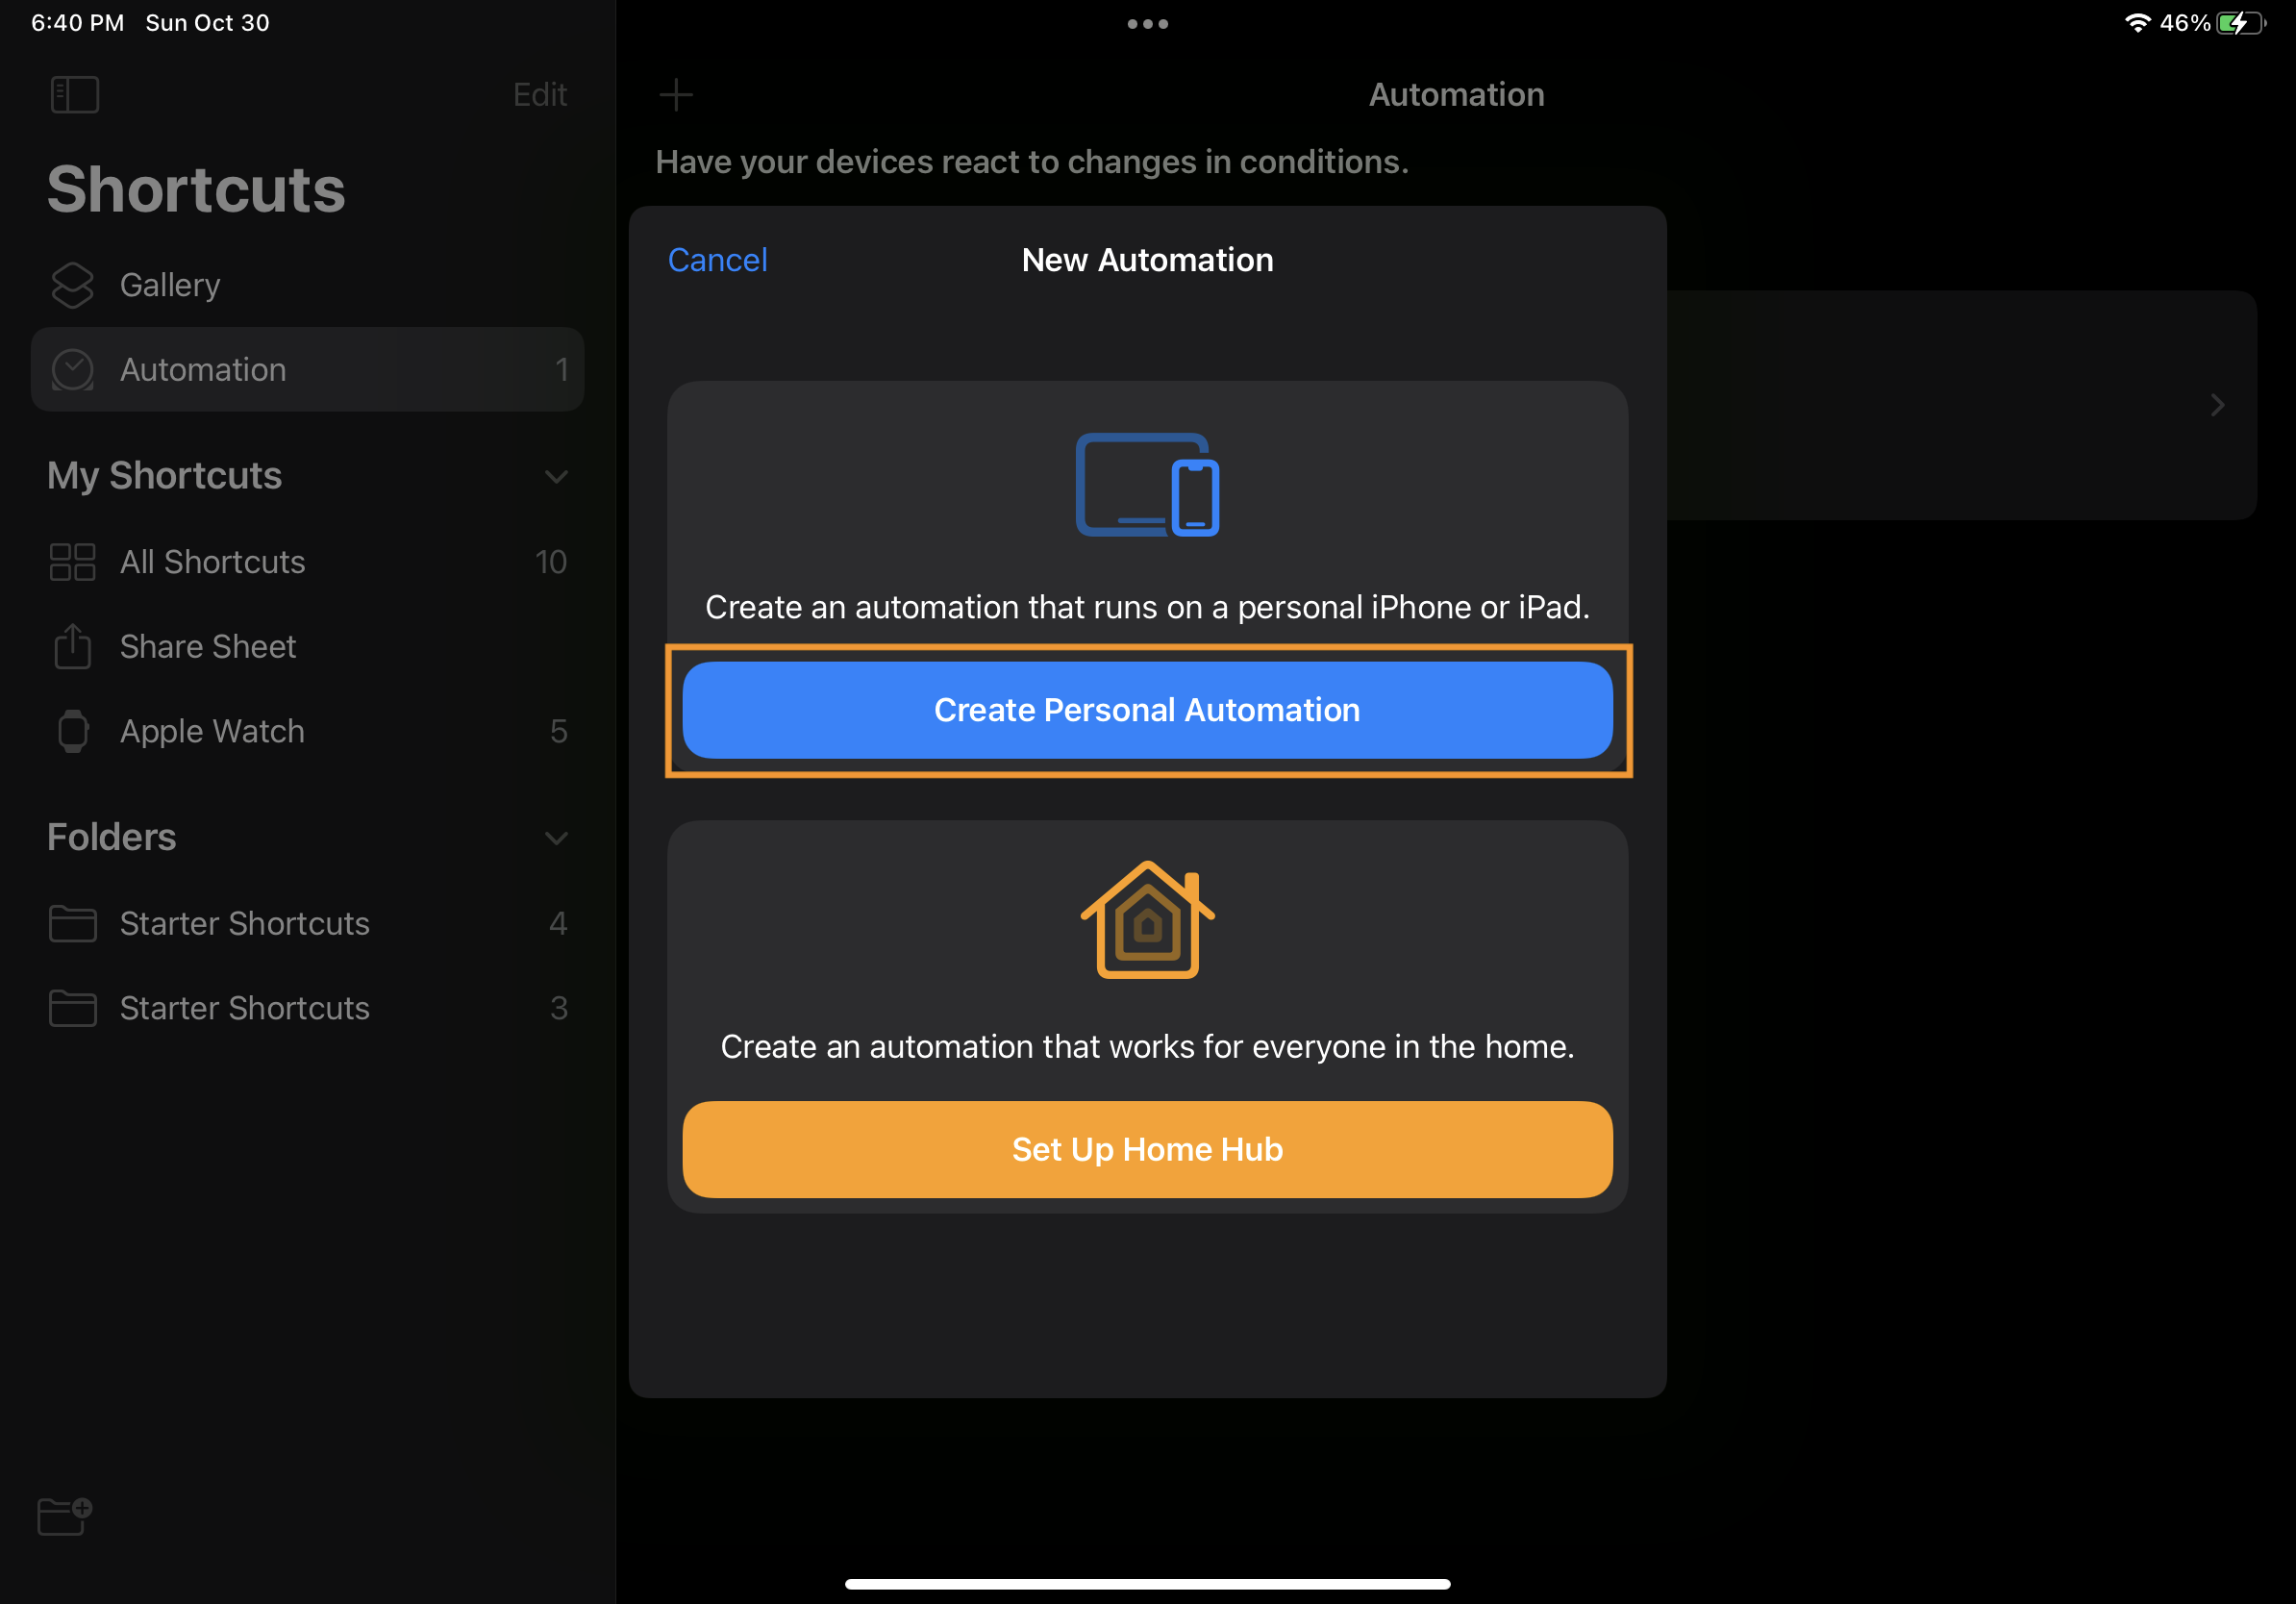 6:40 PM Sun Oct 30
46%
Edit
Shortcuts
Gallery
Automation 1
My Shortcuts
All Shortcuts 10
Share Sheet
Apple Watch 5
Folders
Starter Shortcuts 4
Starter Shortcuts 3
Automation
Have your devices react to changes in conditions.
Cancel
New Automation
Create an automation that runs on a personal iPhone or iPad.
Create Personal Automation
Create an automation that works for everyone in the home.
Set Up Home Hub